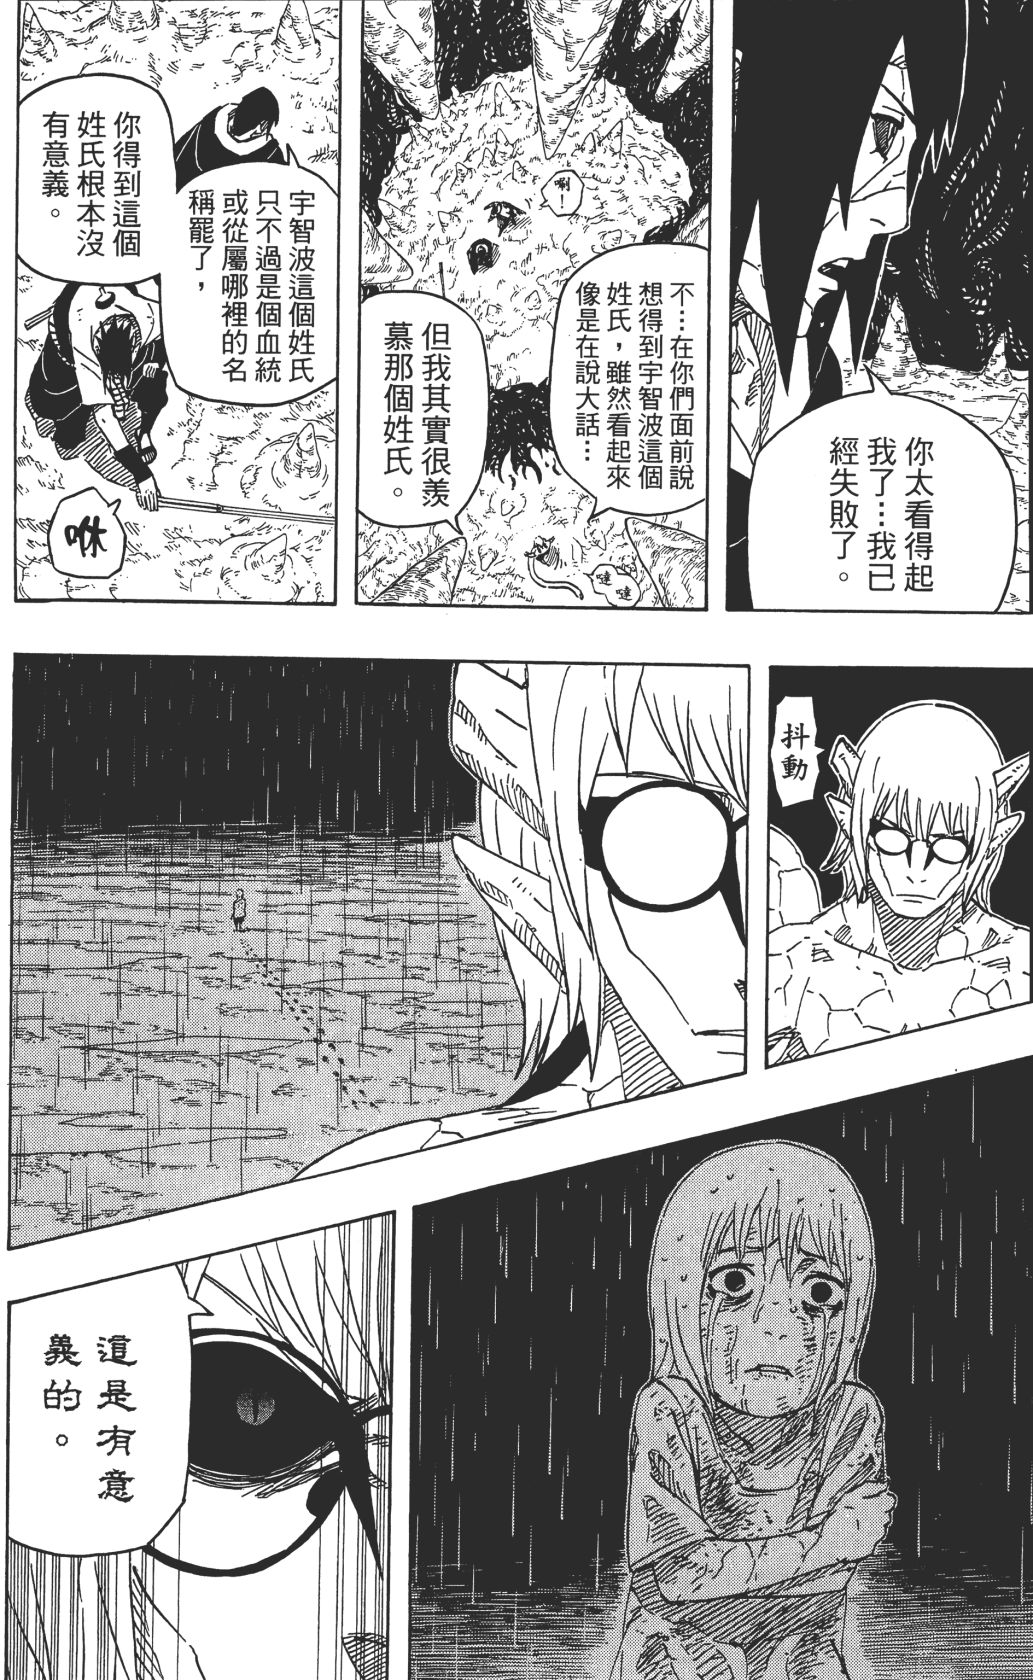 你太看得起
我了…我已
經失敗了。
唰！
不…在你們面前說
想得到宇智波這個
姓氏，雖然看起來
像是在說大話…
但我其實很羨
慕那個姓氏。
噠
噠
宇智波這個姓氏
只不過是個血統
或從屬哪裡的名
稱罷了，
你得到這個
姓氏根本沒
有意義。
咻
抖動
這是有意
義的。